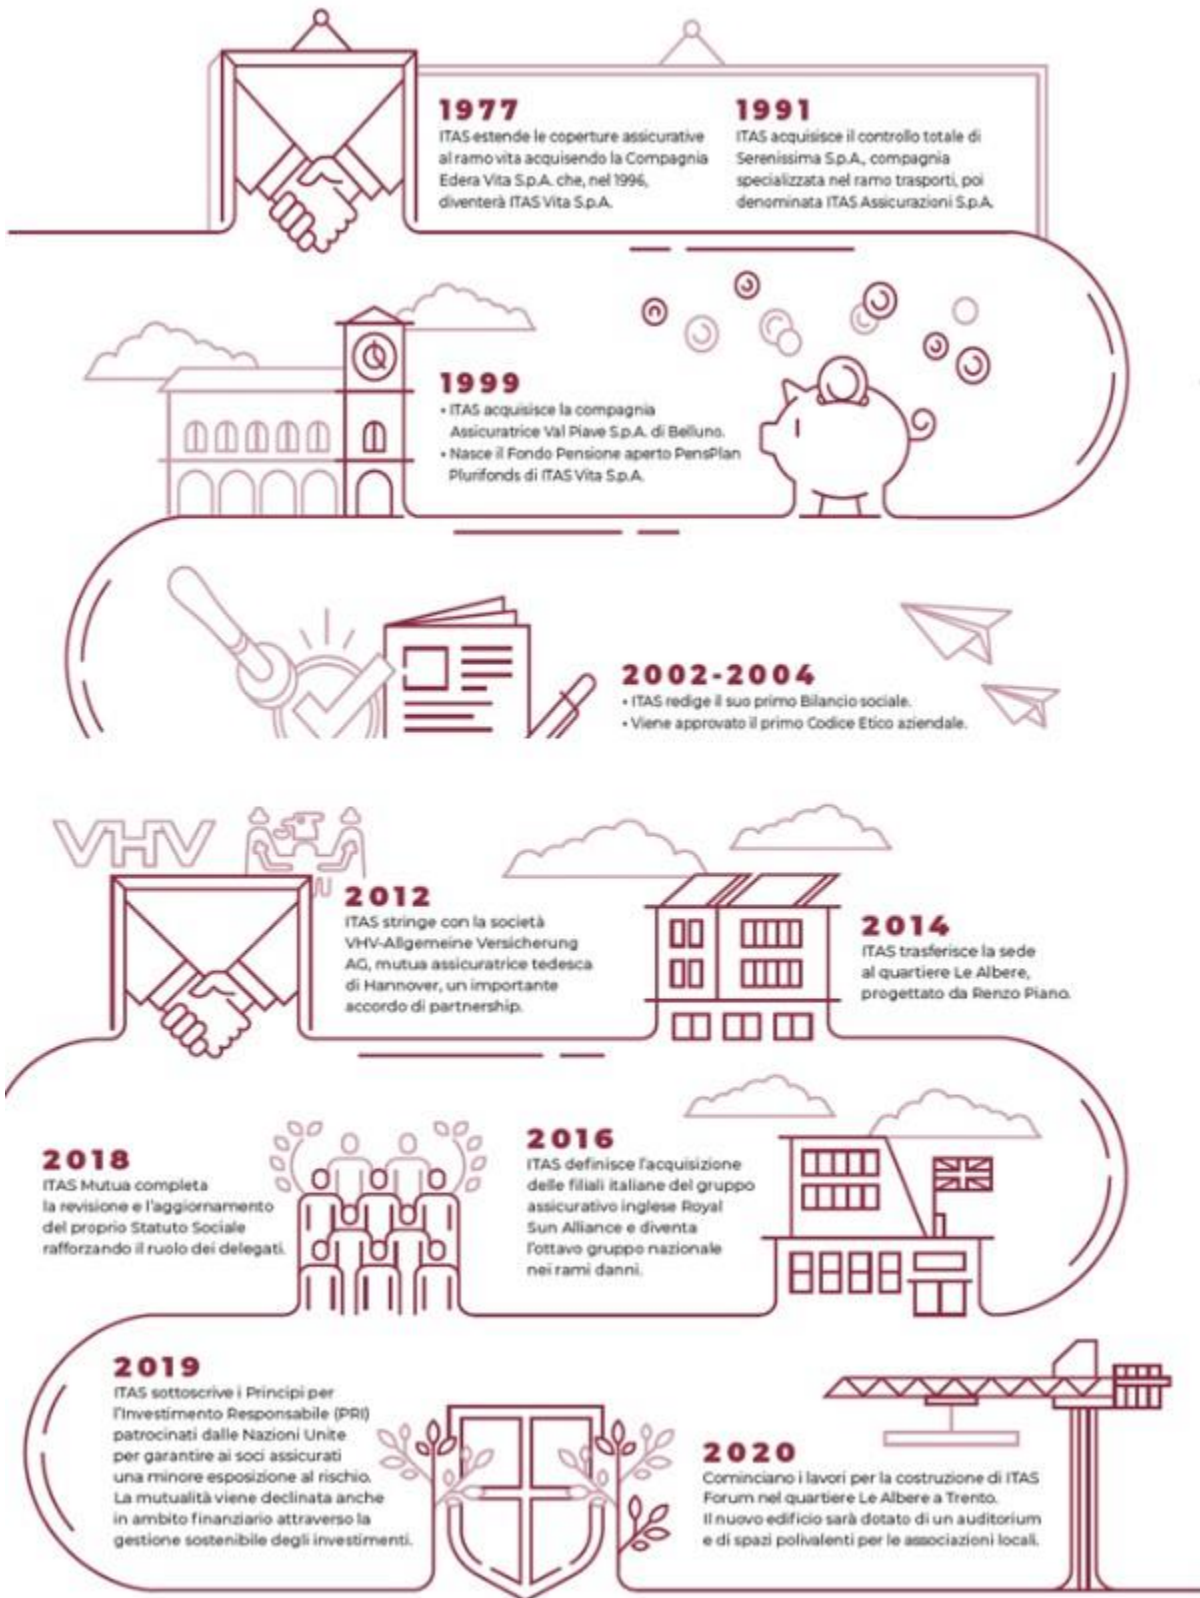 1977
ITAS estende le coperture assicurative
al ramo vita acquisendo la Compagnia
Edera Vita S.p.A. che, nel 1996,
diventerà ITAS Vita S.p.A.
1991
ITAS acquisisce il controllo totale di
Serenissima S.p.A., compagnia
specializzata nel ramo trasporti, poi
denominata ITAS Assicurazioni S.p.A.
1999
• ITAS acquisisce la compagnia
Assicuratrice Val Piave S.p.A. di Belluno.
• Nasce il Fondo Pensione aperto PensPlan
Plurifonds di ITAS Vita S.p.A.
2002-2004
• ITAS redige il suo primo Bilancio sociale.
• Viene approvato il primo Codice Etico aziendale.
VHV
2012
ITAS stringe con la società
VHV-Allgemeine Versicherung
AG, mutua assicuratrice tedesca
di Hannover, un importante
accordo di partnership.
2014
ITAS trasferisce la sede
al quartiere Le Albere,
progettato da Renzo Piano.
2018
ITAS Mutua completa
la revisione e l'aggiornamento
del proprio Statuto Sociale
rafforzando il ruolo dei delegati.
2016
ITAS definisce l'acquisizione
delle filiali italiane del gruppo
assicurativo inglese Royal
Sun Alliance e diventa
l'ottavo gruppo nazionale
nei rami danni.
2019
ITAS sottoscrive i Principi per
l'Investimento Responsabile (PRI)
patrocinati dalle Nazioni Unite
per garantire ai soci assicurati
una minore esposizione al rischio.
La mutualità viene declinata anche
in ambito finanziario attraverso la
gestione sostenibile degli investimenti.
2020
Cominciano i lavori per la costruzione di ITAS
Forum nel quartiere Le Albere a Trento.
Il nuovo edificio sarà dotato di un auditorium
e di spazi polivalenti per le associazioni locali.